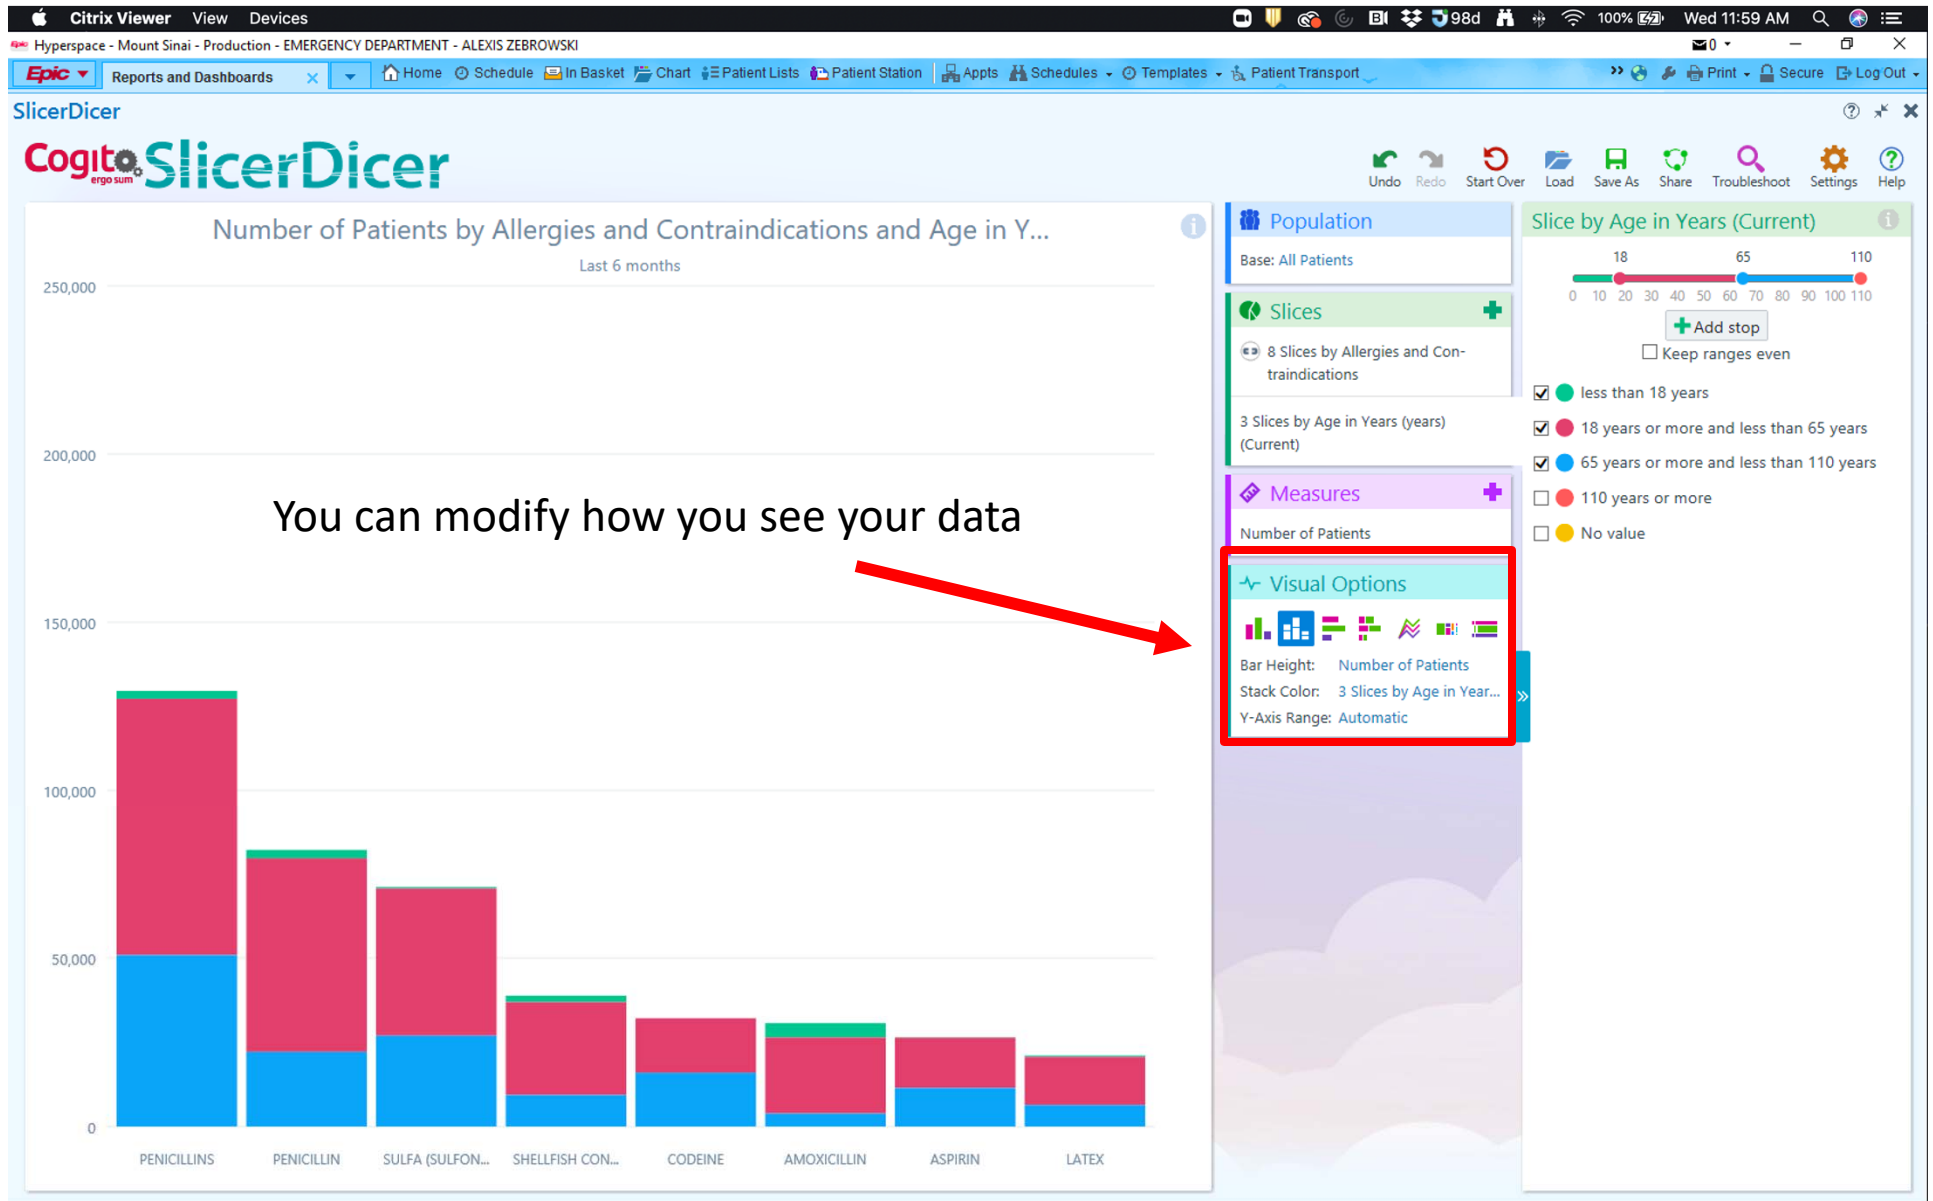 Citrix Viewer View Devices
98d 100% Wed 11:59 AM
Hyperspace - Mount Sinai - Production - EMERGENCY DEPARTMENT - ALEXIS ZEBROWSKI
0
Epic Reports and Dashboards Home Schedule In Basket Chart Patient Lists Patient Station Appts Schedules Templates Patient Transport Print Secure Log Out
SlicerDicer
Cogito ergo sum SlicerDicer
Undo Redo Start Over Load Save As Share Troubleshoot Settings Help
Number of Patients by Allergies and Contraindications and Age in Y...
Last 6 months
250,000
200,000
150,000
100,000
50,000
0
You can modify how you see your data
PENICILLINS PENICILLIN SULFA (SULFON... SHELLFISH CON... CODEINE AMOXICILLIN ASPIRIN LATEX
Population
Base: All Patients
Slices
8 Slices by Allergies and Con-
traindications
3 Slices by Age in Years (years)
(Current)
Measures
Number of Patients
Visual Options
Bar Height: Number of Patients
Stack Color: 3 Slices by Age in Year...
Y-Axis Range: Automatic
Slice by Age in Years (Current)
18 65 110
0 10 20 30 40 50 60 70 80 90 100 110
Add stop
Keep ranges even
less than 18 years
18 years or more and less than 65 years
65 years or more and less than 110 years
110 years or more
No value